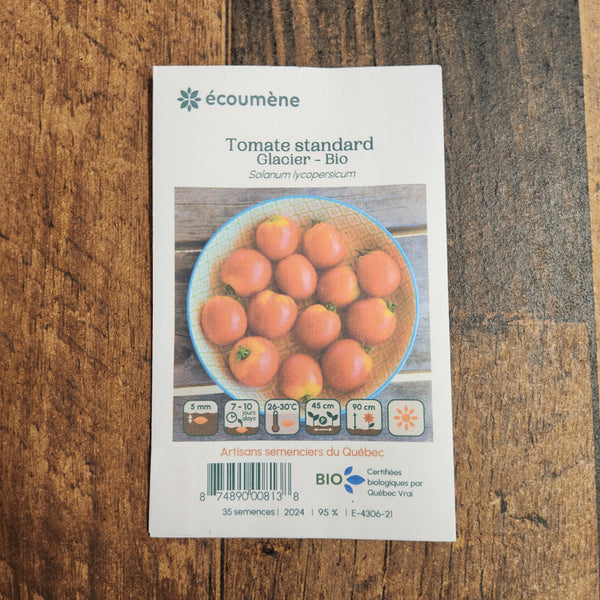 écoumène
Tomate standard
Glacier - Bio
Solanum lycopersicum
5 mm
7 - 10
jours
days
26-30°C
45 cm
90 cm
Artisans semenciers du Québec
8 74890 00813 8
BIO
Certifiées
biologiques par
Québec Vrai
35 semences | 2024 | 95 % | E-4306-21